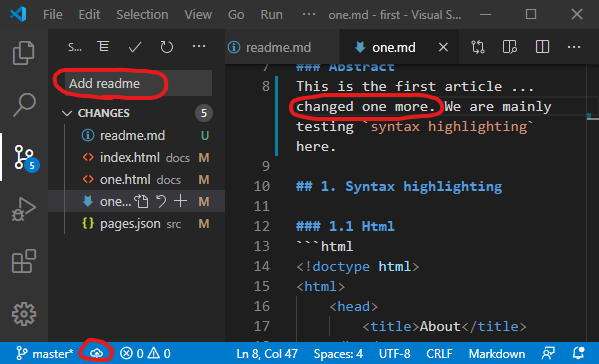 File Edit Go Run ··· one.md - first - Visual S...
S... ···
readme.md one.md ···
Add readme
CHANGES 5
readme.md U
index.html docs M
one.html docs M
one... M
pages.json src M
5
7 ### Abstract
8 This is the first article ...
changed one more. We are mainly
testing `syntax highlighting`
here.
9
10 ## 1. Syntax highlighting
11
12 ### 1.1 Html
13 ```html
14 <!doctype html>
15 <html>
16 <head>
17 <title>About</title>
master* 0 0 Ln 8, Col 47 Spaces: 4 UTF-8 CRLF Markdown